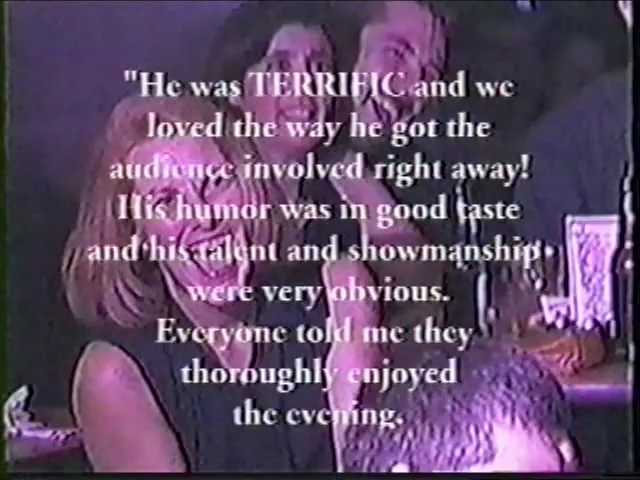 "He was TERRIFIC and we
loved the way he got the
audience involved right away!
His humor was in good taste
and his talent and showmanship
were very obvious.
Everyone told me they
thoroughly enjoyed
the evening.